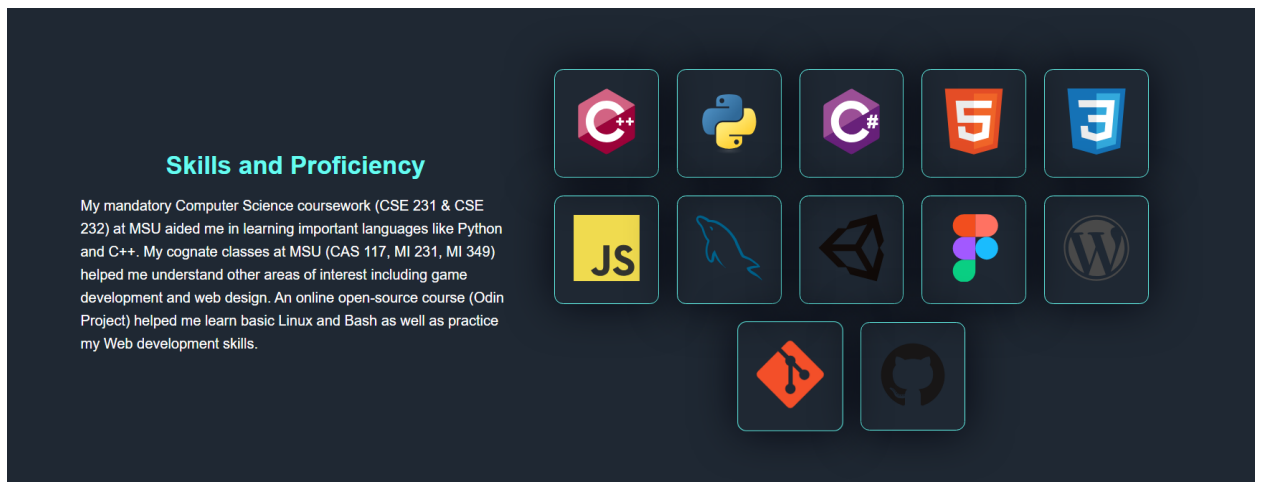 Skills and Proficiency
My mandatory Computer Science coursework (CSE 231 & CSE
232) at MSU aided me in learning important languages like Python
and C++. My cognate classes at MSU (CAS 117, MI 231, MI 349)
helped me understand other areas of interest including game
development and web design. An online open-source course (Odin
Project) helped me learn basic Linux and Bash as well as practice
my Web development skills.
C++
C#
5
3
JS
W